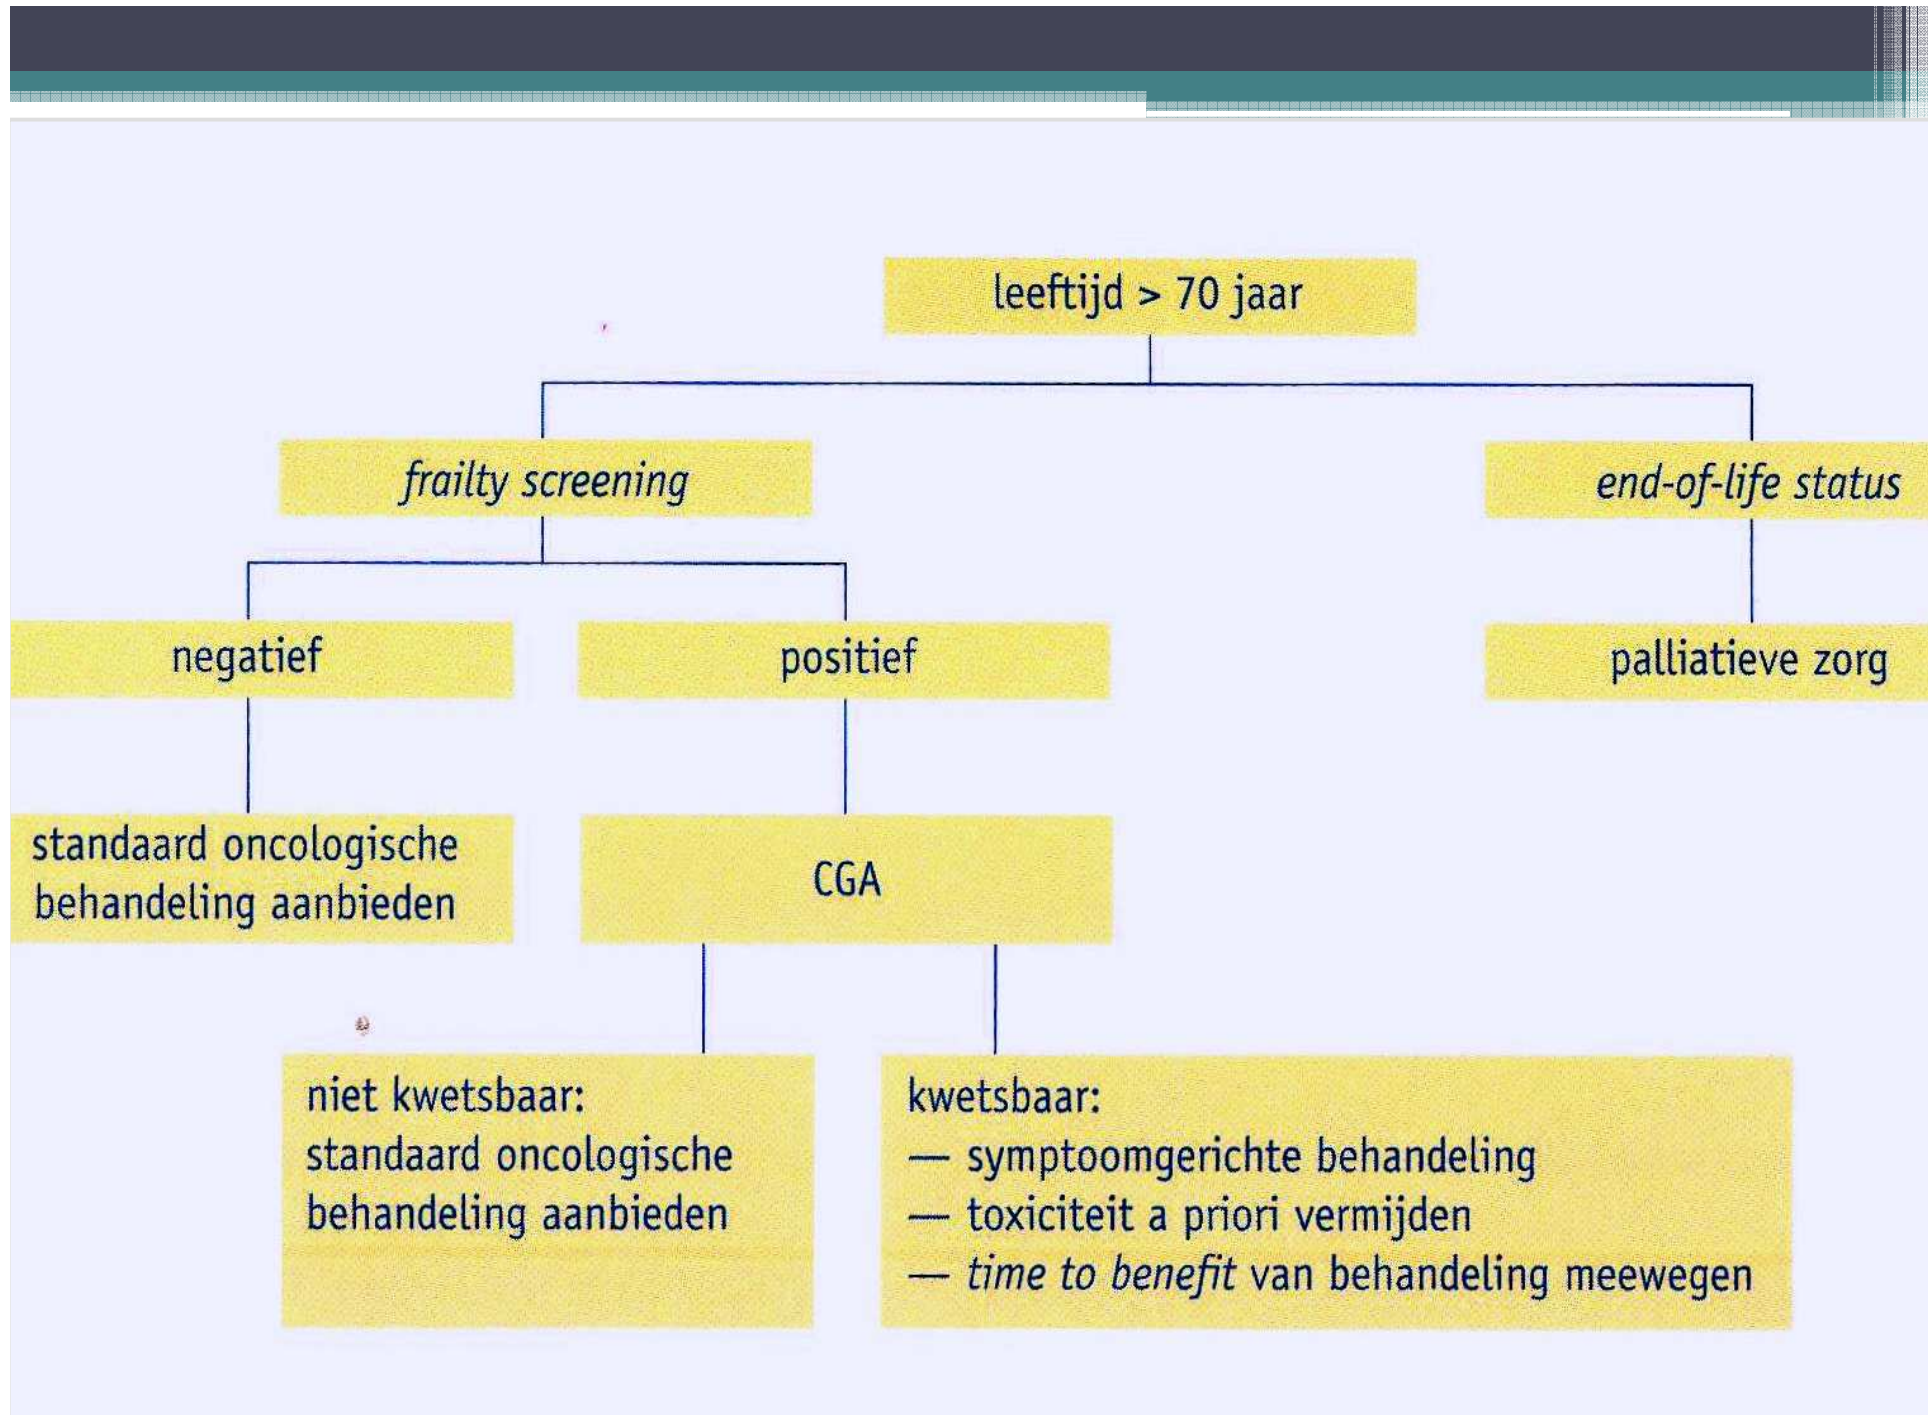 leeftijd > 70 jaar
frailty screening
end-of-life status
negatief
positief
palliatieve zorg
standaard oncologische
behandeling aanbieden
CGA
niet kwetsbaar:
standaard oncologische
behandeling aanbieden
kwetsbaar:
— symptoomgerichte behandeling
— toxiciteit a priori vermijden
— time to benefit van behandeling meewegen